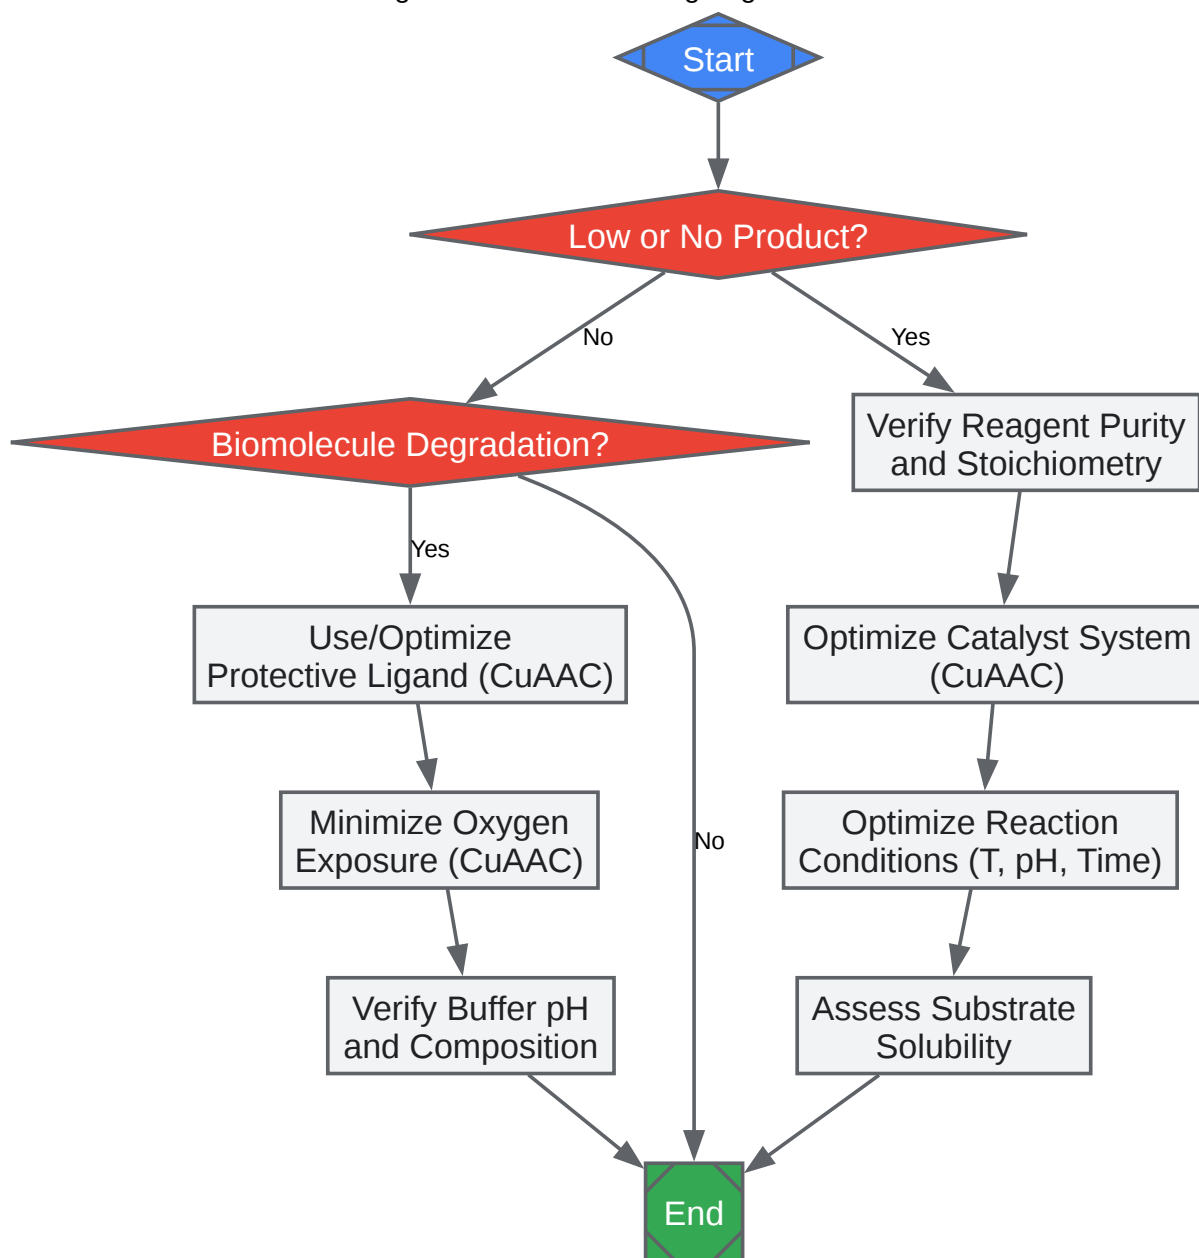 Start
Low or No Product?
No
Yes
Biomolecule Degradation?
Verify Reagent Purity
and Stoichiometry
Yes
Use/Optimize
Protective Ligand (CuAAC)
Optimize Catalyst System
(CuAAC)
Minimize Oxygen
Exposure (CuAAC)
No
Optimize Reaction
Conditions (T, pH, Time)
Verify Buffer pH
and Composition
Assess Substrate
Solubility
End